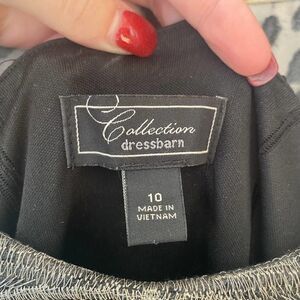 Collection
dressbarn
10
MADE IN
VIETNAM